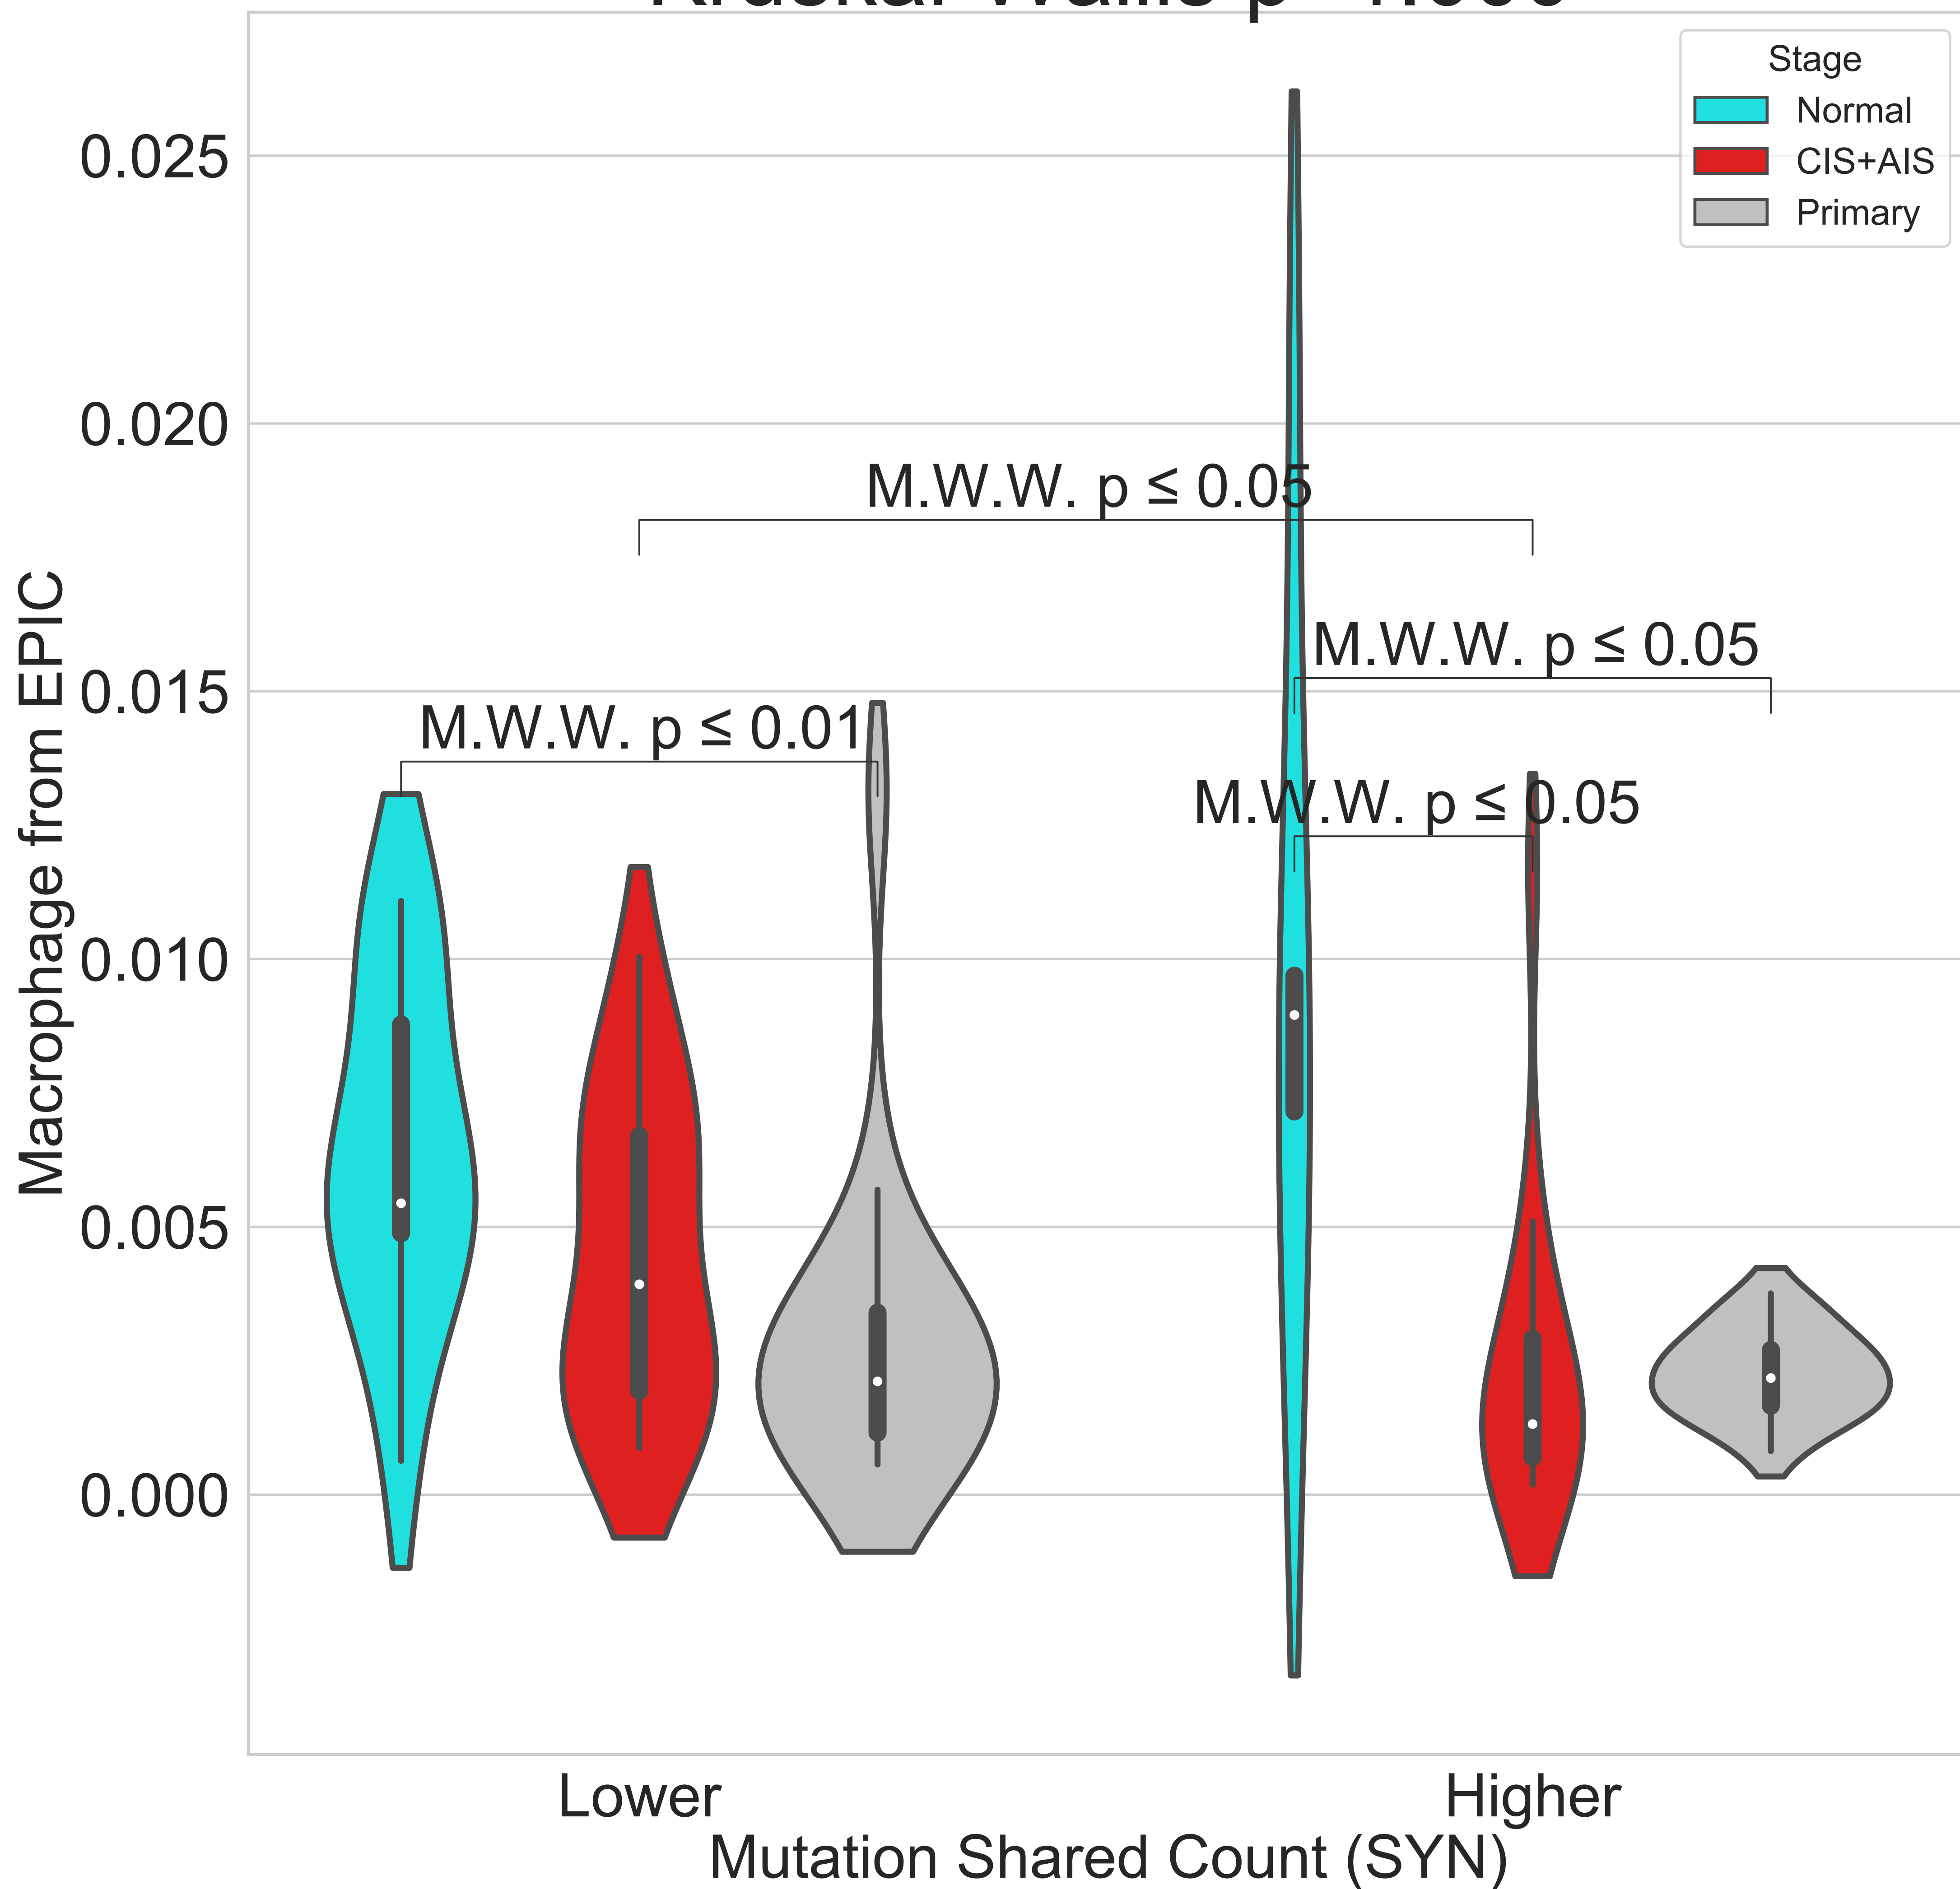 Stage
Normal
CIS+AIS
Primary
0.025
0.020
0.015
0.010
0.005
0.000
Macrophage from EPIC
M.W.W. p ≤ 0.05
M.W.W. p ≤ 0.05
M.W.W. p ≤ 0.01
M.W.W. p ≤ 0.05
Lower
Higher
Mutation Shared Count (SYN)